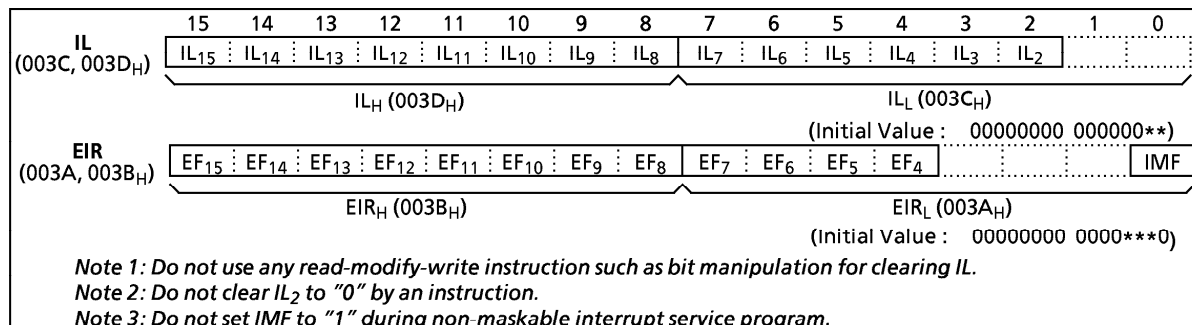 15 14 13 12 11 10 9 8 7 6 5 4 3 2 1 0
IL
(003C, 003DH)
IL15 IL14 IL13 IL12 IL11 IL10 IL9 IL8 IL7 IL6 IL5 IL4 IL3 IL2
ILH (003DH) ILL (003CH)
(Initial Value : 00000000 000000**)
EIR
(003A, 003BH)
EF15 EF14 EF13 EF12 EF11 EF10 EF9 EF8 EF7 EF6 EF5 EF4 IMF
EIRH (003BH) EIRL (003AH)
(Initial Value : 00000000 0000***0)
Note 1: Do not use any read-modify-write instruction such as bit manipulation for clearing IL.
Note 2: Do not clear IL2 to "0" by an instruction.
Note 3: Do not set IMF to "1" during non-maskable interrupt service program.